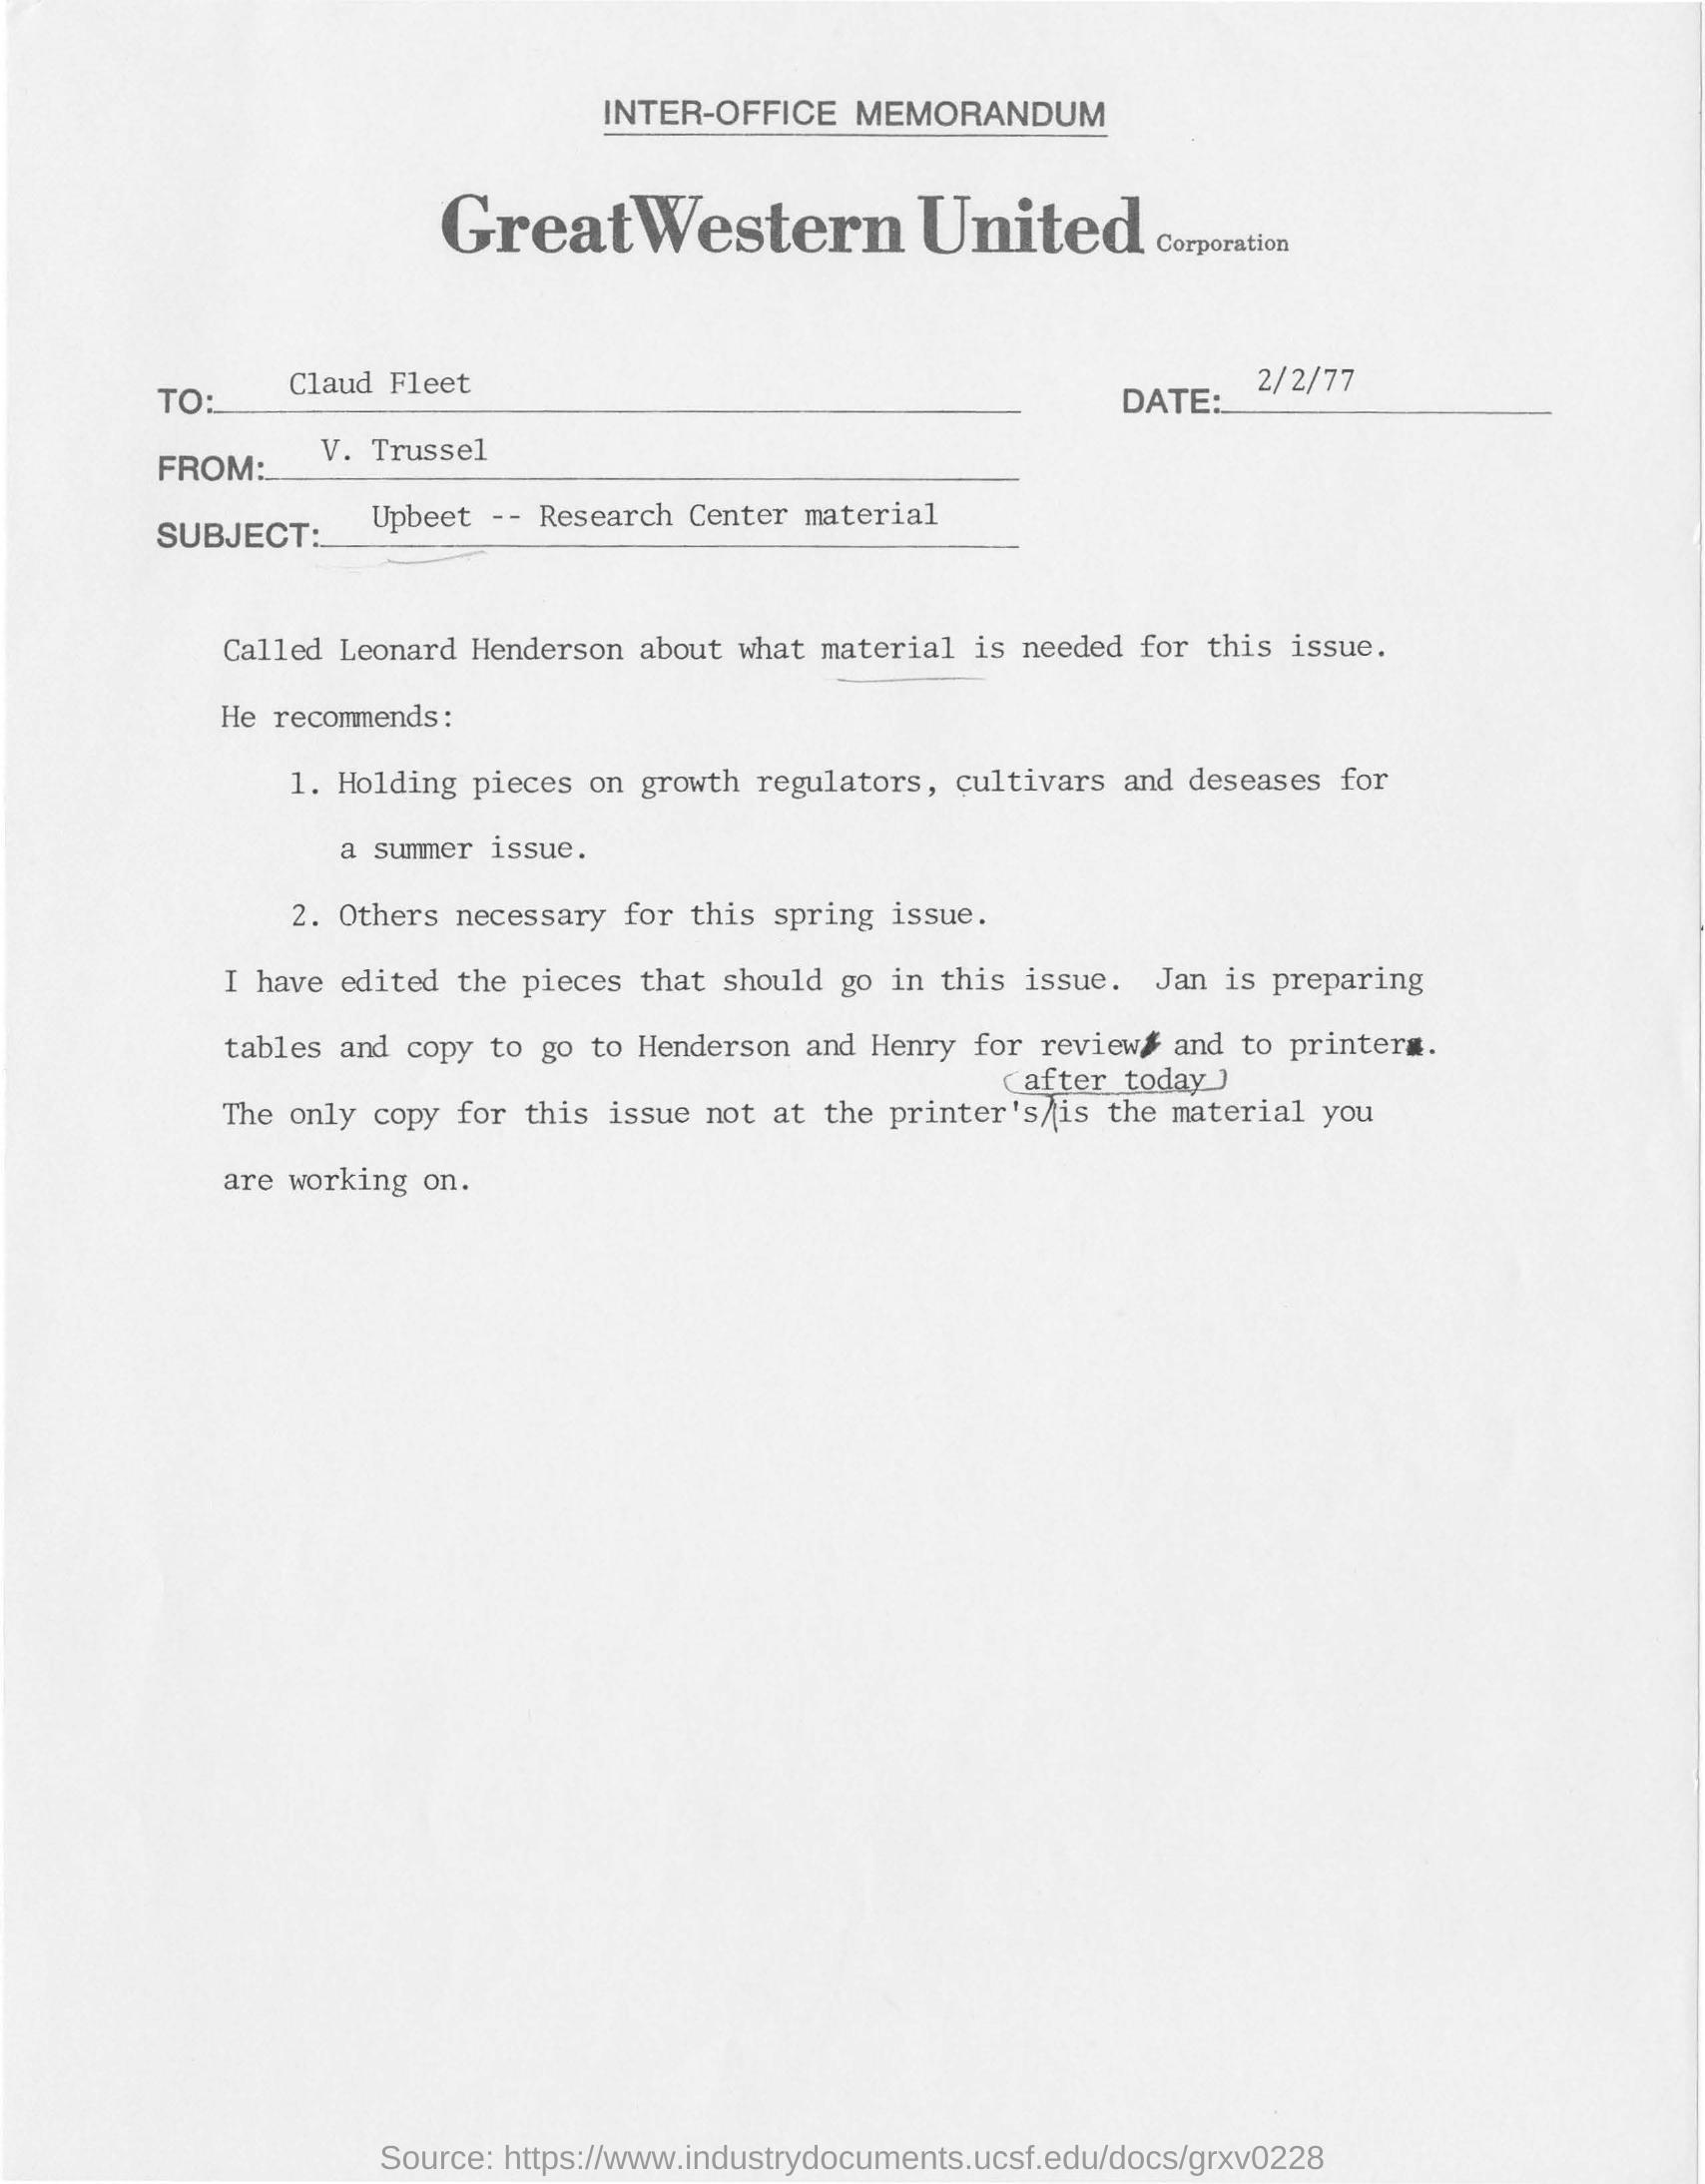 INTER-OFFICE MEMORANDUM
GreatWestern United Corporation
TO: Claud Fleet DATE: 2/2/77
FROM: V. Trussel
SUBJECT: Upbeet -- Research Center material
Called Leonard Henderson about what material is needed for this issue.
He recommends:
1. Holding pieces on growth regulators, cultivars and deseases for
a summer issue.
2. Others necessary for this spring issue.
I have edited the pieces that should go in this issue. Jan is preparing
tables and copy to go to Henderson and Henry for review and to printer.
(after today)
The only copy for this issue not at the printer's is the material you
are working on.
Source: https://www.industrydocuments.ucsf.edu/docs/grxv0228